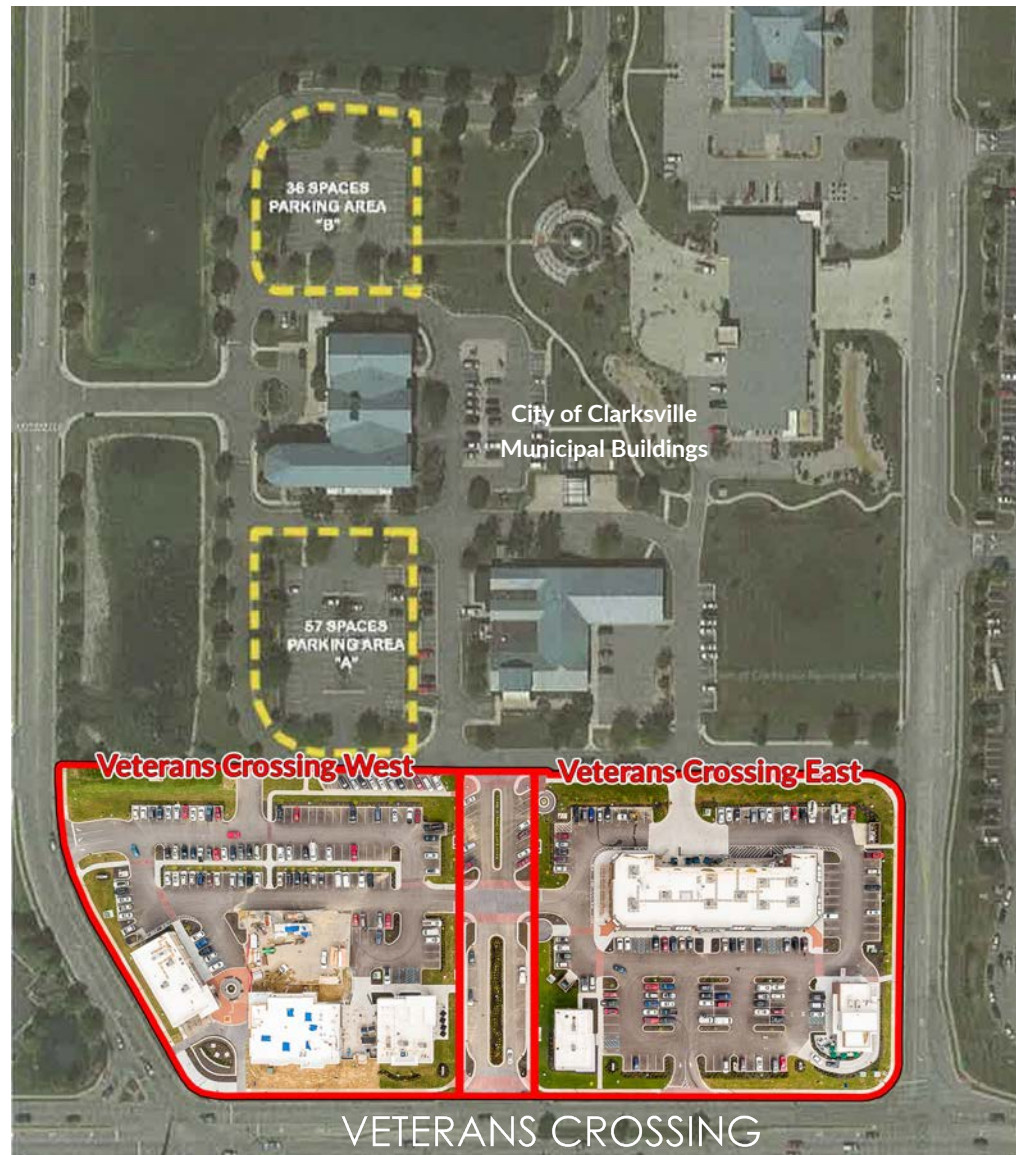 36 SPACES
PARKING AREA
"B"
City of Clarksville
Municipal Buildings
57 SPACES
PARKING AREA
"A"
Veterans Crossing West
Veterans Crossing East
VETERANS CROSSING